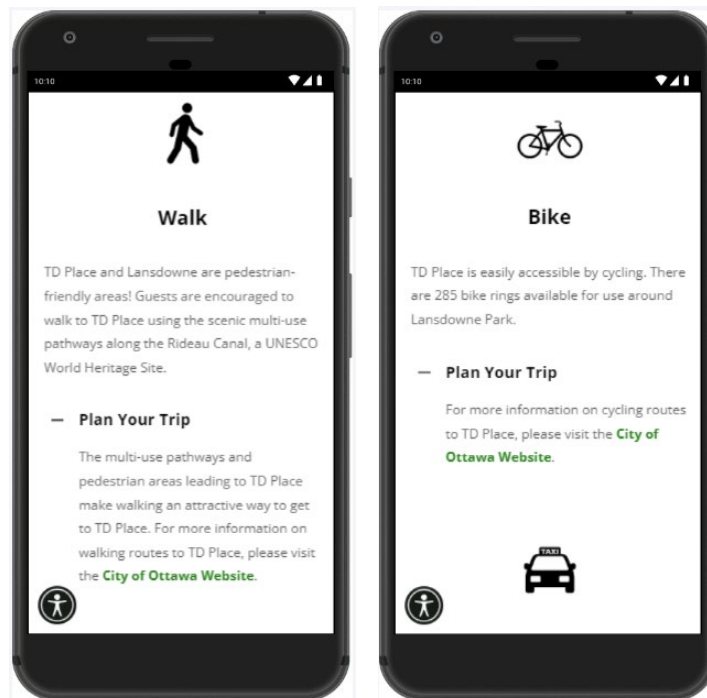 10:10
Walk
TD Place and Lansdowne are pedestrian-
friendly areas! Guests are encouraged to
walk to TD Place using the scenic multi-use
pathways along the Rideau Canal, a UNESCO
World Heritage Site.
Plan Your Trip
The multi-use pathways and
pedestrian areas leading to TD Place
make walking an attractive way to get
to TD Place. For more information on
walking routes to TD Place, please visit
the City of Ottawa Website.
10:10
Bike
TD Place is easily accessible by cycling. There
are 285 bike rings available for use around
Lansdowne Park.
Plan Your Trip
For more information on cycling routes
to TD Place, please visit the City of
Ottawa Website.
TAXI